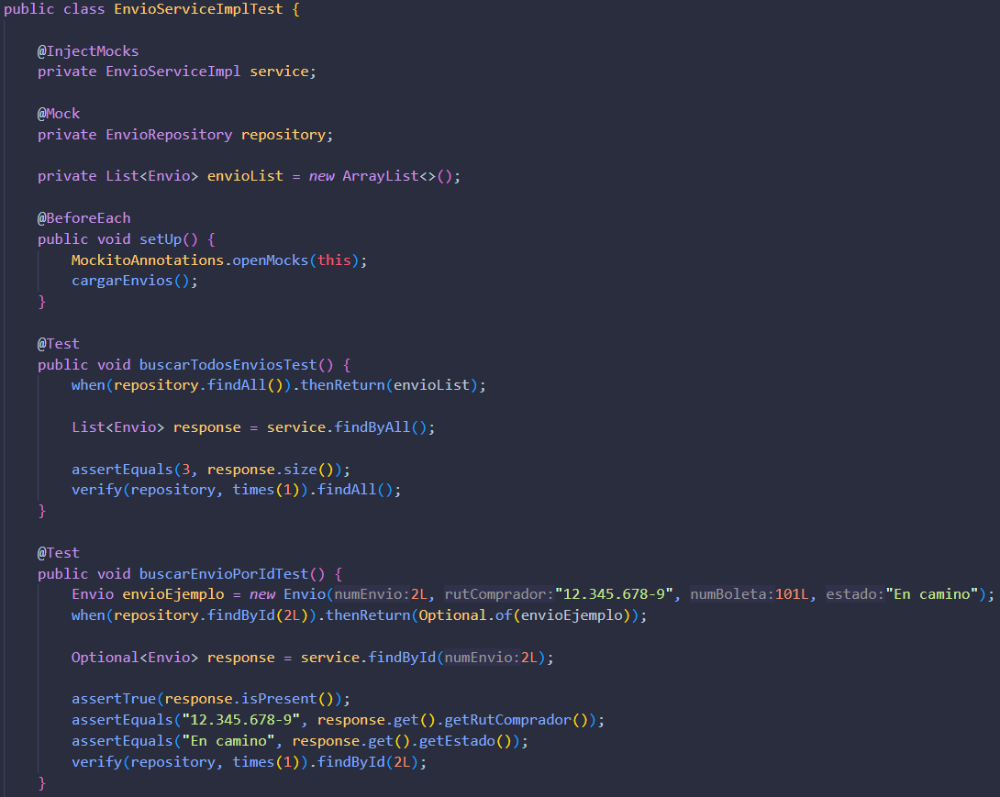 public class EnvioServiceImplTest {
@InjectMocks
private EnvioServiceImpl service;
@Mock
private EnvioRepository repository;
private List<Envio> envioList = new ArrayList<>();
@BeforeEach
public void setUp() {
MockitoAnnotations.openMocks(this);
cargarEnvios();
}
@Test
public void buscarTodosEnviosTest() {
when(repository.findAll()).thenReturn(envioList);
List<Envio> response = service.findByAll();
assertEquals(3, response.size());
verify(repository, times(1)).findAll();
}
@Test
public void buscarEnvioPorIdTest() {
Envio envioEjemplo = new Envio(numEnvio:2L, rutComprador:"12.345.678-9", numBoleta:101L, estado:"En camino");
when(repository.findById(2L)).thenReturn(Optional.of(envioEjemplo));
Optional<Envio> response = service.findById(numEnvio:2L);
assertTrue(response.isPresent());
assertEquals("12.345.678-9", response.get().getRutComprador());
assertEquals("En camino", response.get().getEstado());
verify(repository, times(1)).findById(2L);
}